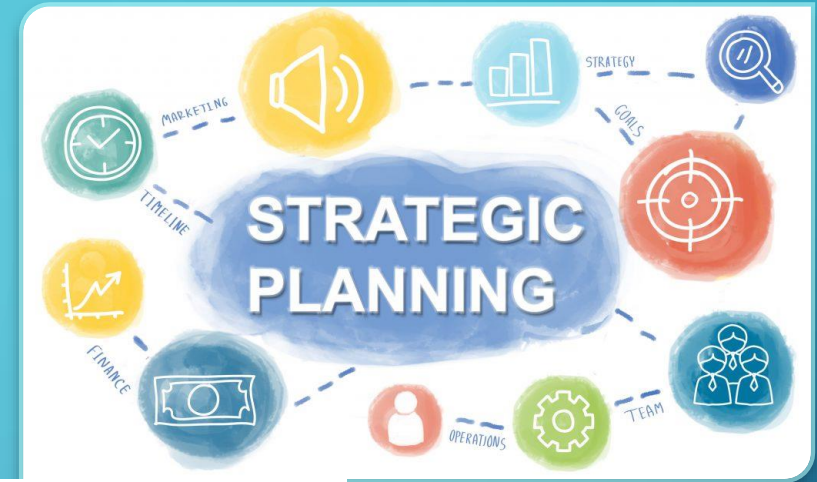 STRATEGY
MARKETING
GOALS
TIMELINE
STRATEGIC
PLANNING
FINANCE
TEAM
OPERATIONS